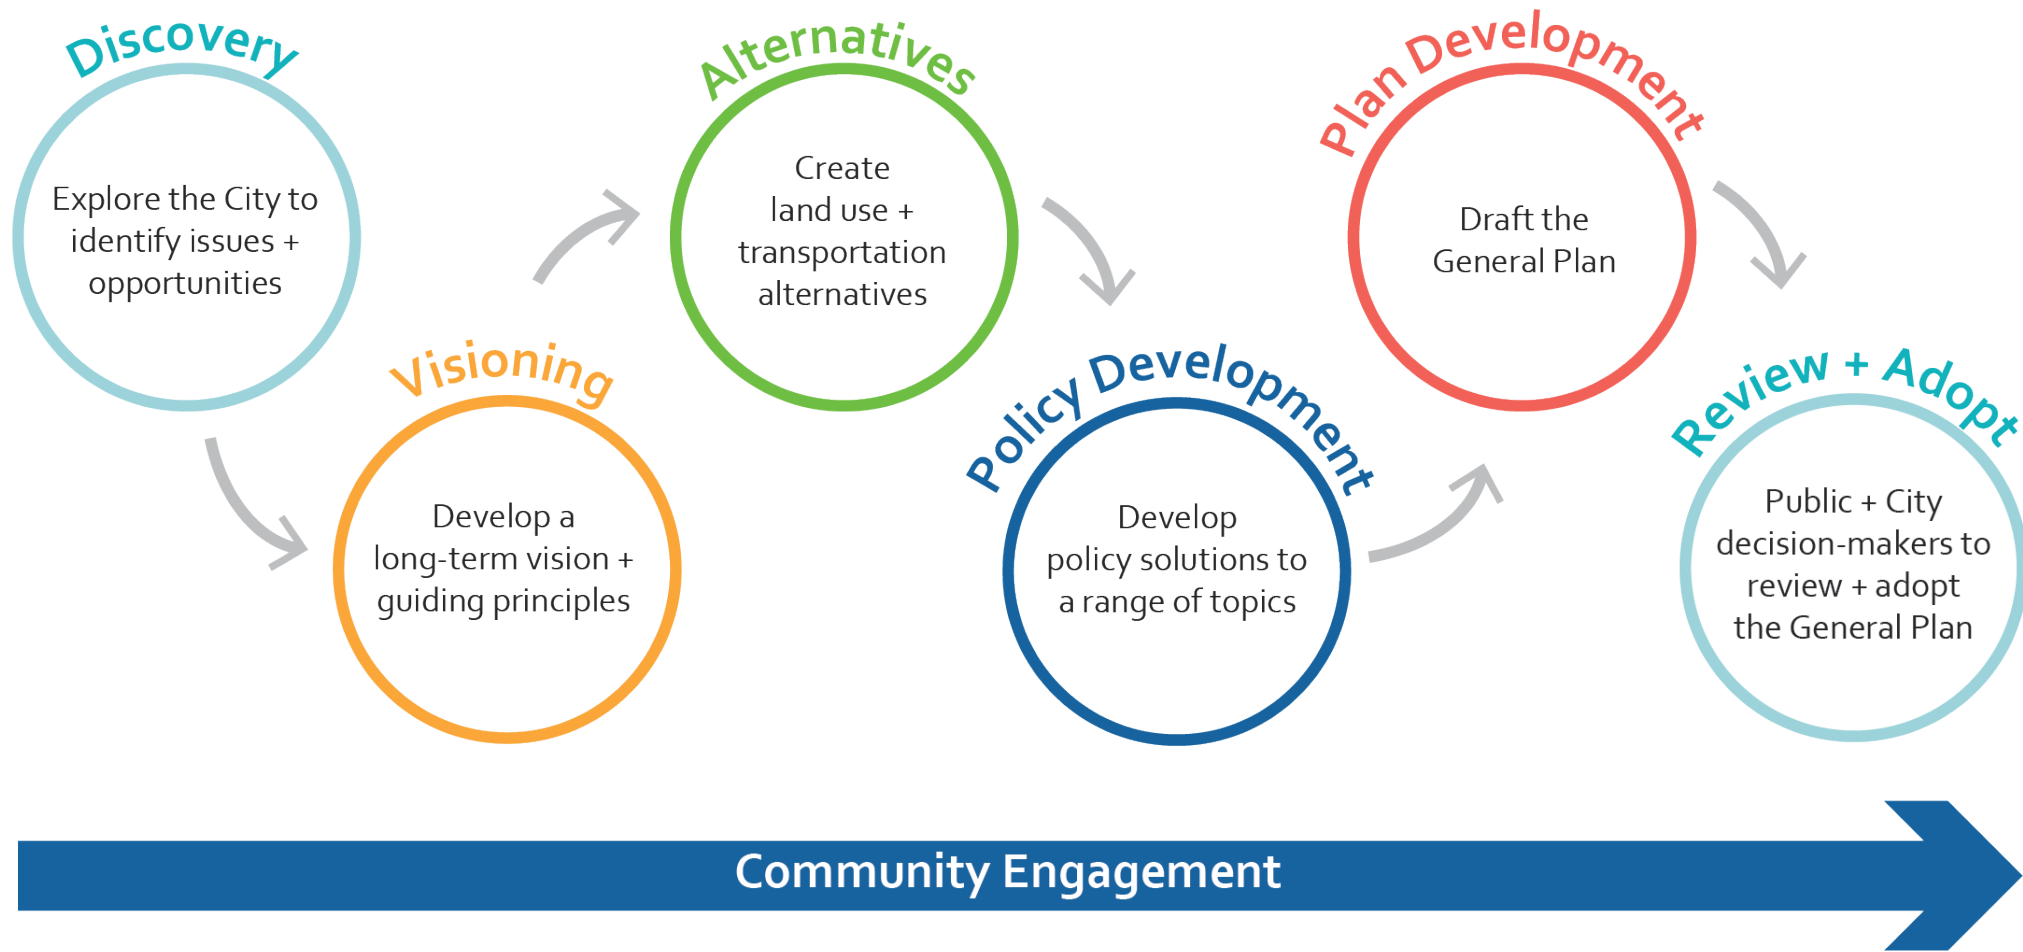 Discovery
Explore the City to
identify issues +
opportunities
Visioning
Develop a
long-term vision +
guiding principles
Alternatives
Create
land use +
transportation
alternatives
Policy Development
Develop
policy solutions to
a range of topics
Plan Development
Draft the
General Plan
Review + Adopt
Public + City
decision-makers to
review + adopt
the General Plan
Community Engagement